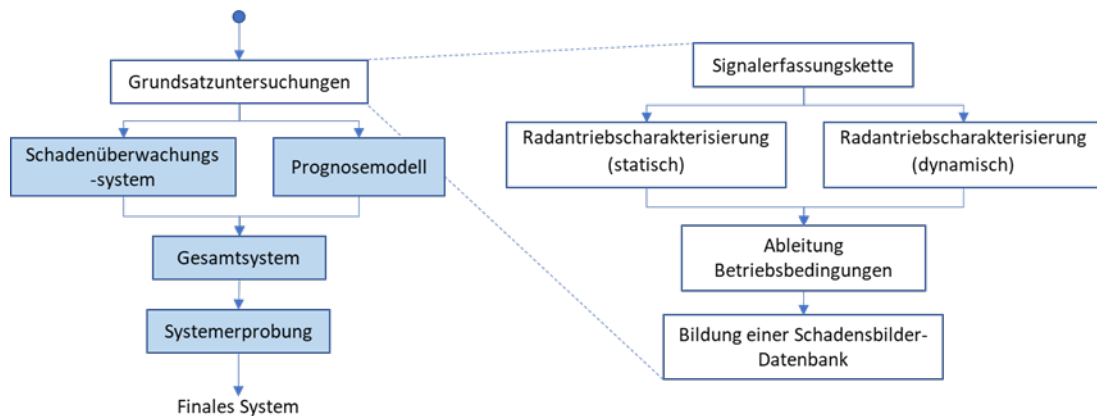 Grundsatzuntersuchungen
Schadenüberwachungs
-system
Prognosemodell
Gesamtsystem
Systemerprobung
Finales System
Signalerfassungskette
Radantriebscharakterisierung
(statisch)
Radantriebscharakterisierung
(dynamisch)
Ableitung
Betriebsbedingungen
Bildung einer Schadensbilder-
Datenbank